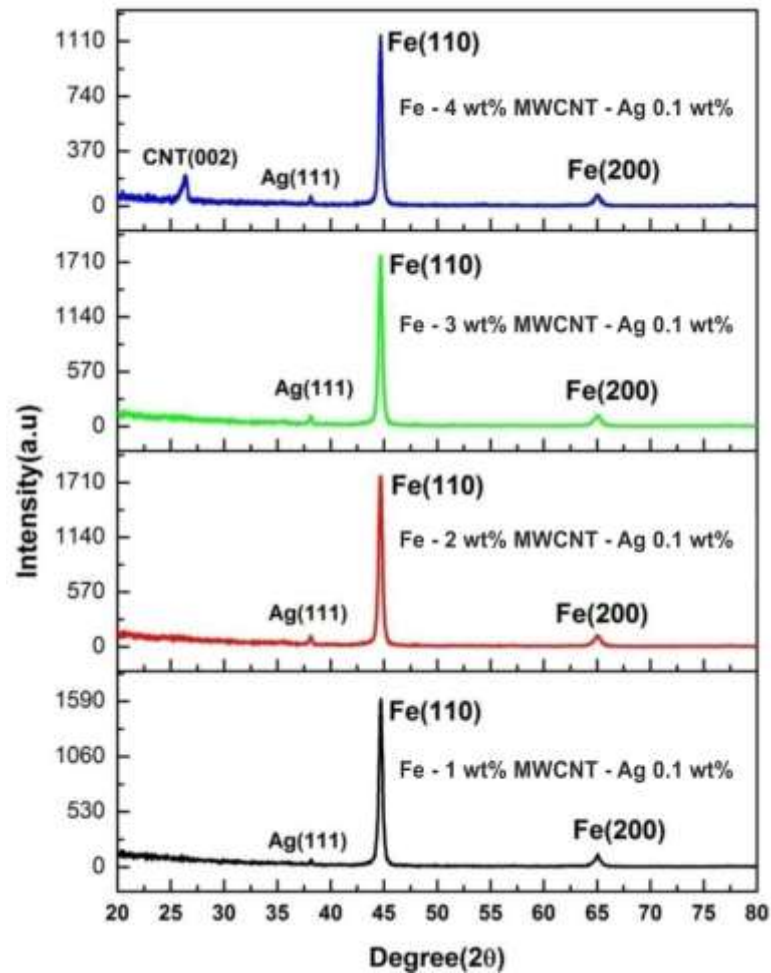 Intensity(a.u)
1110
740
370
0
Fe(110)
Fe - 4 wt% MWCNT - Ag 0.1 wt%
CNT(002)
Ag(111)
Fe(200)
1710
1140
570
0
Fe(110)
Fe - 3 wt% MWCNT - Ag 0.1 wt%
Ag(111)
Fe(200)
1710
1140
570
0
Fe(110)
Fe - 2 wt% MWCNT - Ag 0.1 wt%
Ag(111)
Fe(200)
1590
1060
530
0
Fe(110)
Fe - 1 wt% MWCNT - Ag 0.1 wt%
Ag(111)
Fe(200)
20 25 30 35 40 45 50 55 60 65 70 75 80
Degree(2θ)